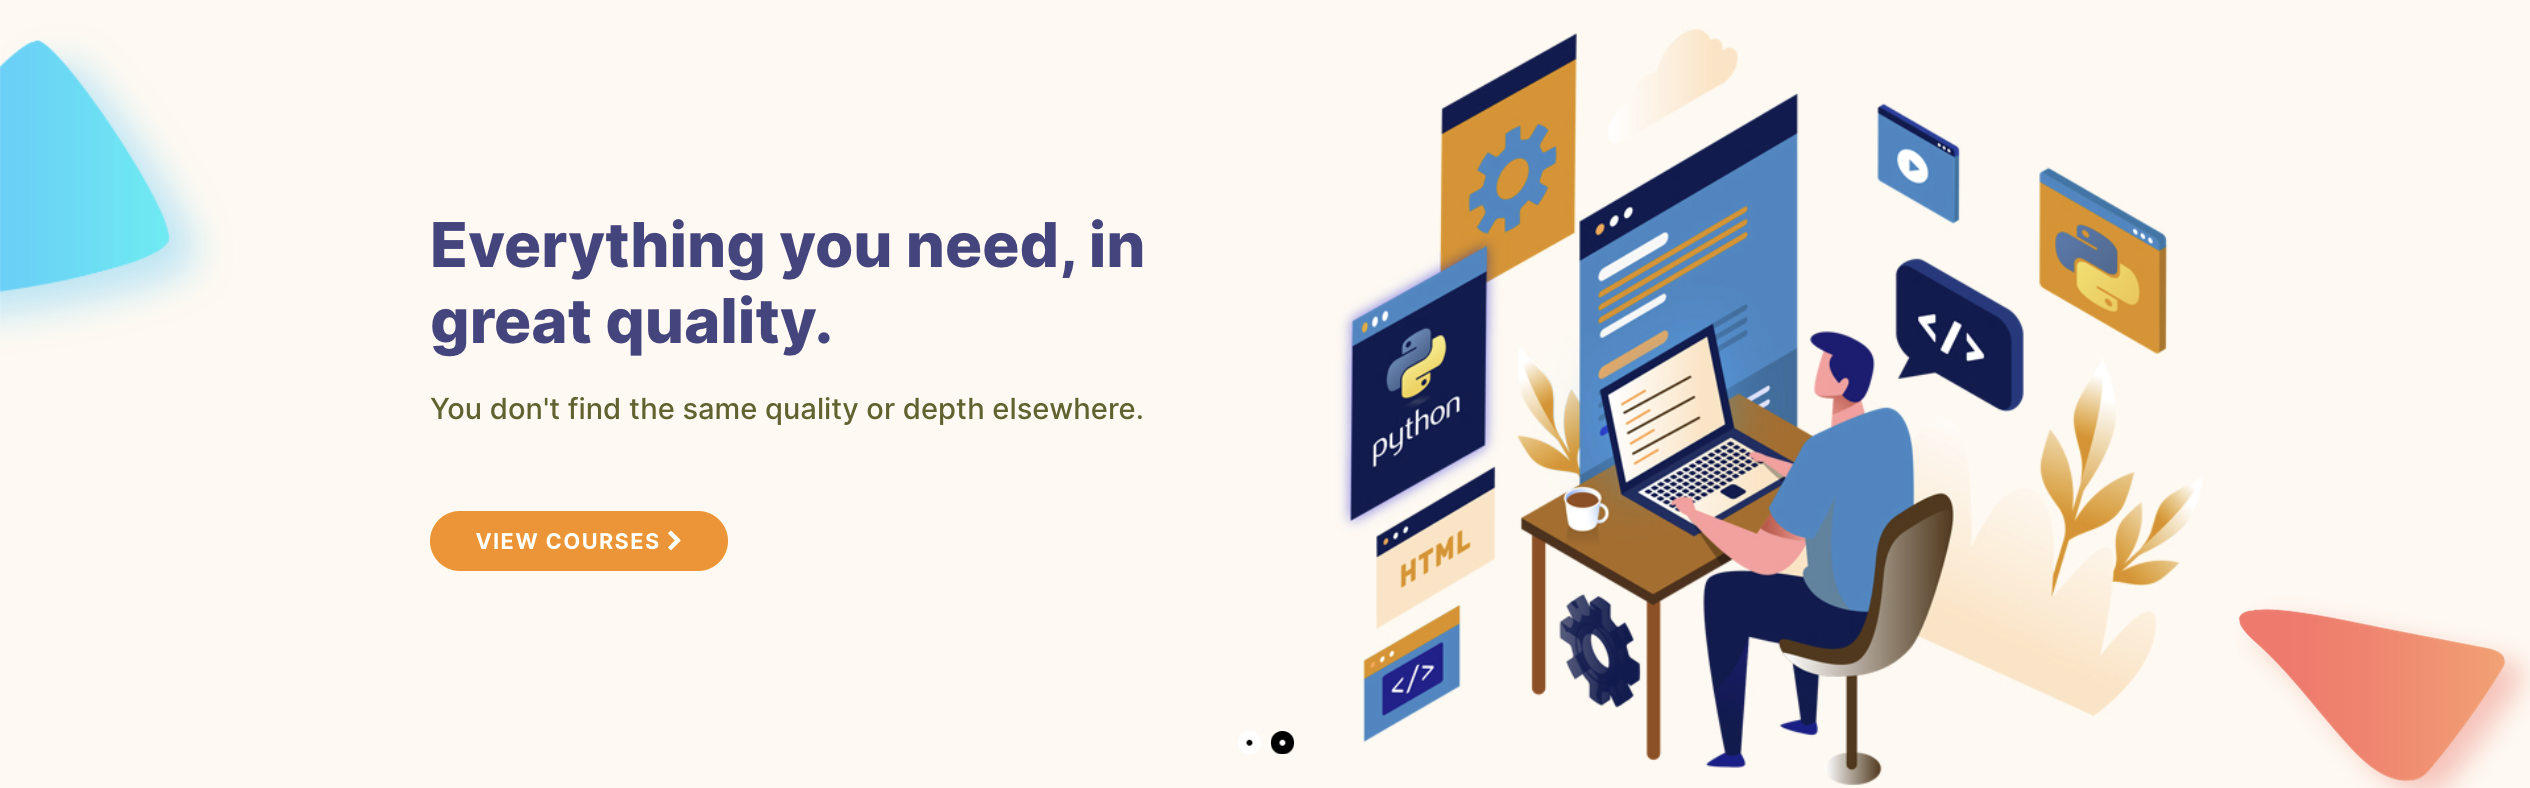 Everything you need, in
great quality.
You don't find the same quality or depth elsewhere.
VIEW COURSES
python
HTML
</>
</>